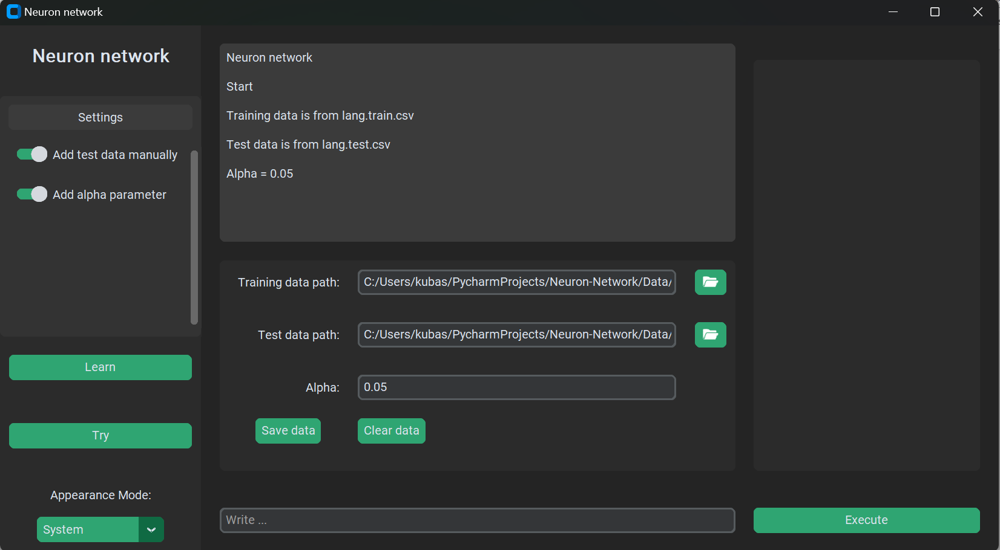 Neuron network
Neuron network
Settings
Add test data manually
Add alpha parameter
Learn
Try
Appearance Mode:
System
Neuron network
Start
Training data is from lang.train.csv
Test data is from lang.test.csv
Alpha = 0.05
Training data path: C:/Users/kubas/PycharmProjects/Neuron-Network/Data/
Test data path: C:/Users/kubas/PycharmProjects/Neuron-Network/Data/
Alpha: 0.05
Save data Clear data
Write ...
Execute